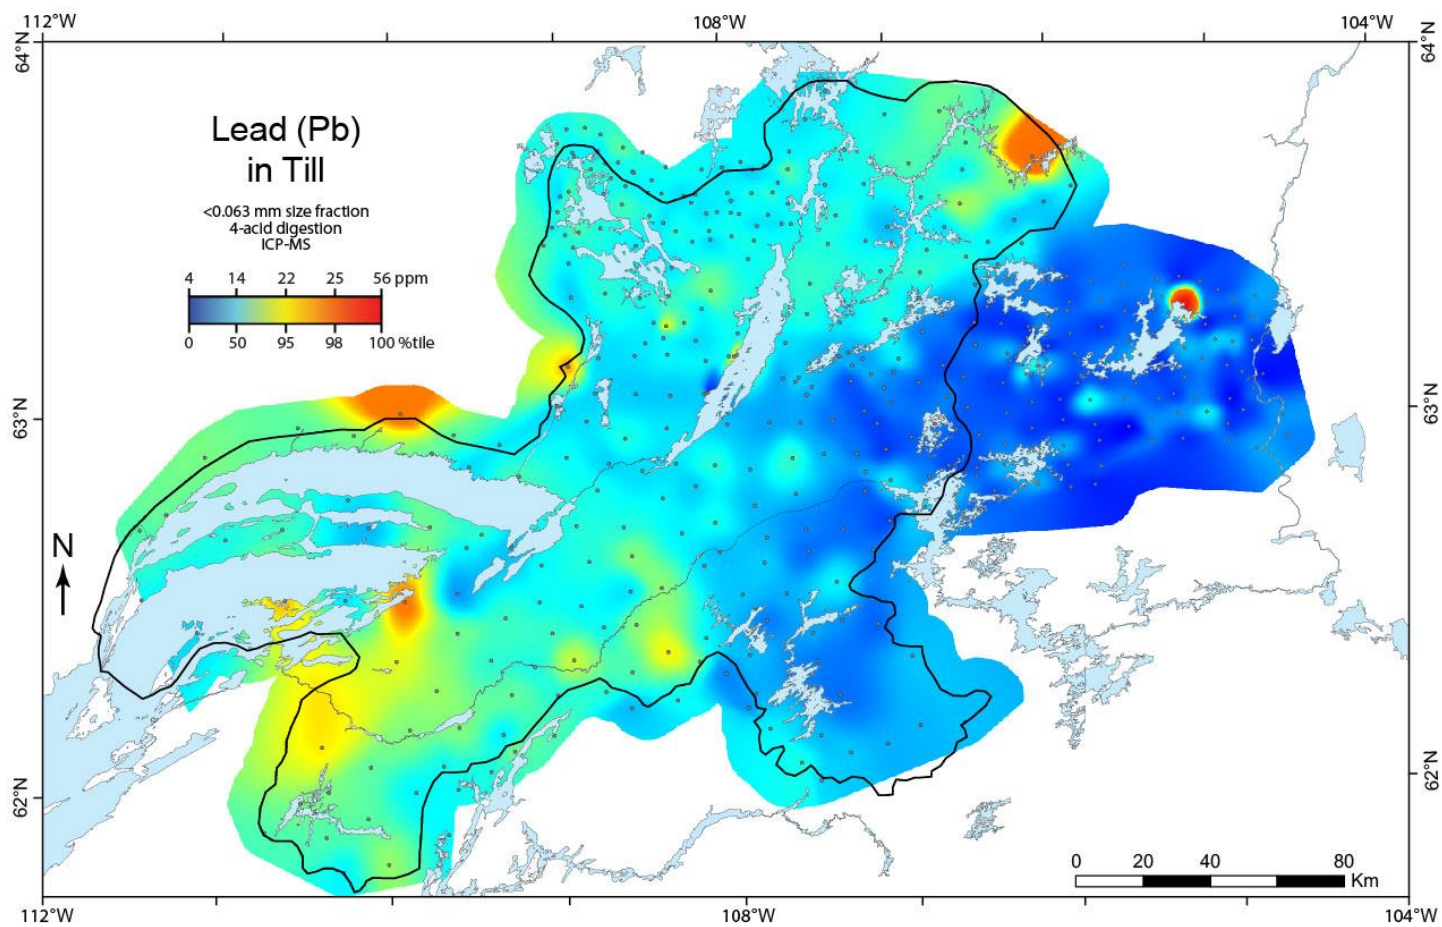 112°W 108°W 104°W
64°N 64°N
Lead (Pb)
in Till
<0.063 mm size fraction
4-acid digestion
ICP-MS
4 14 22 25 56 ppm
0 50 95 98 100 %tile
63°N 63°N
N
62°N 62°N
0 20 40 80
Km
112°W 108°W 104°W